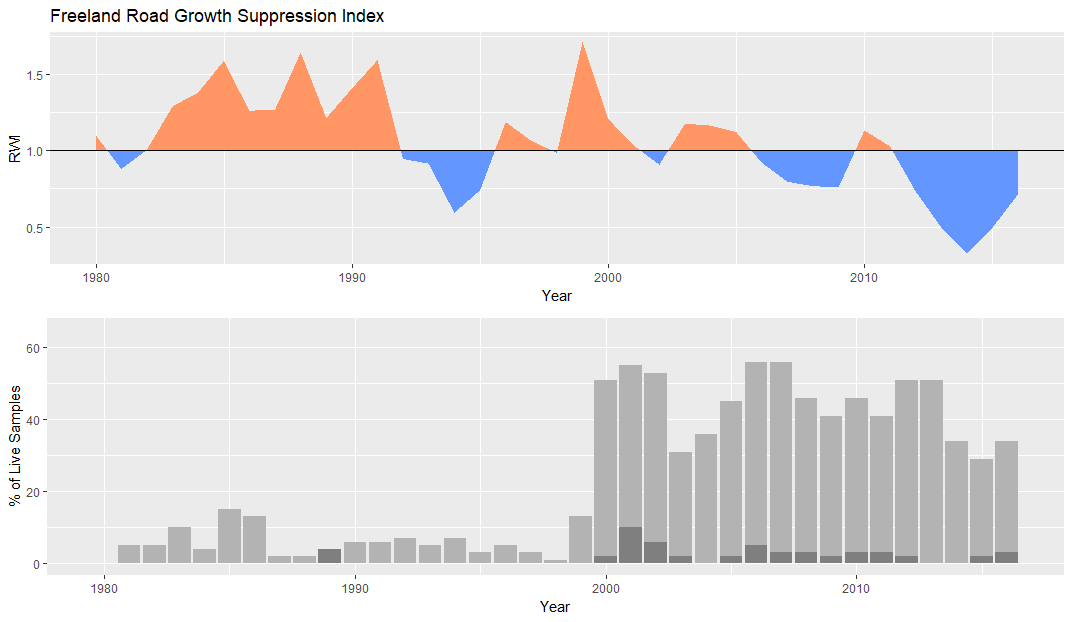 Freeland Road Growth Suppression Index
RWI
1.5
1.0
0.5
1980 1990 2000 2010
Year
% of Live Samples
60
40
20
0
1980 1990 2000 2010
Year